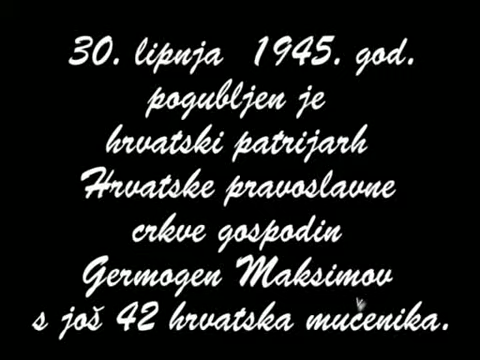 30. lipnja 1945. god.
pogubljen je
hrvatski patrijarh
Hrvatske pravoslavne
crkve gospodin
Germogen Maksimov
s još 42 hrvatska mučenika.